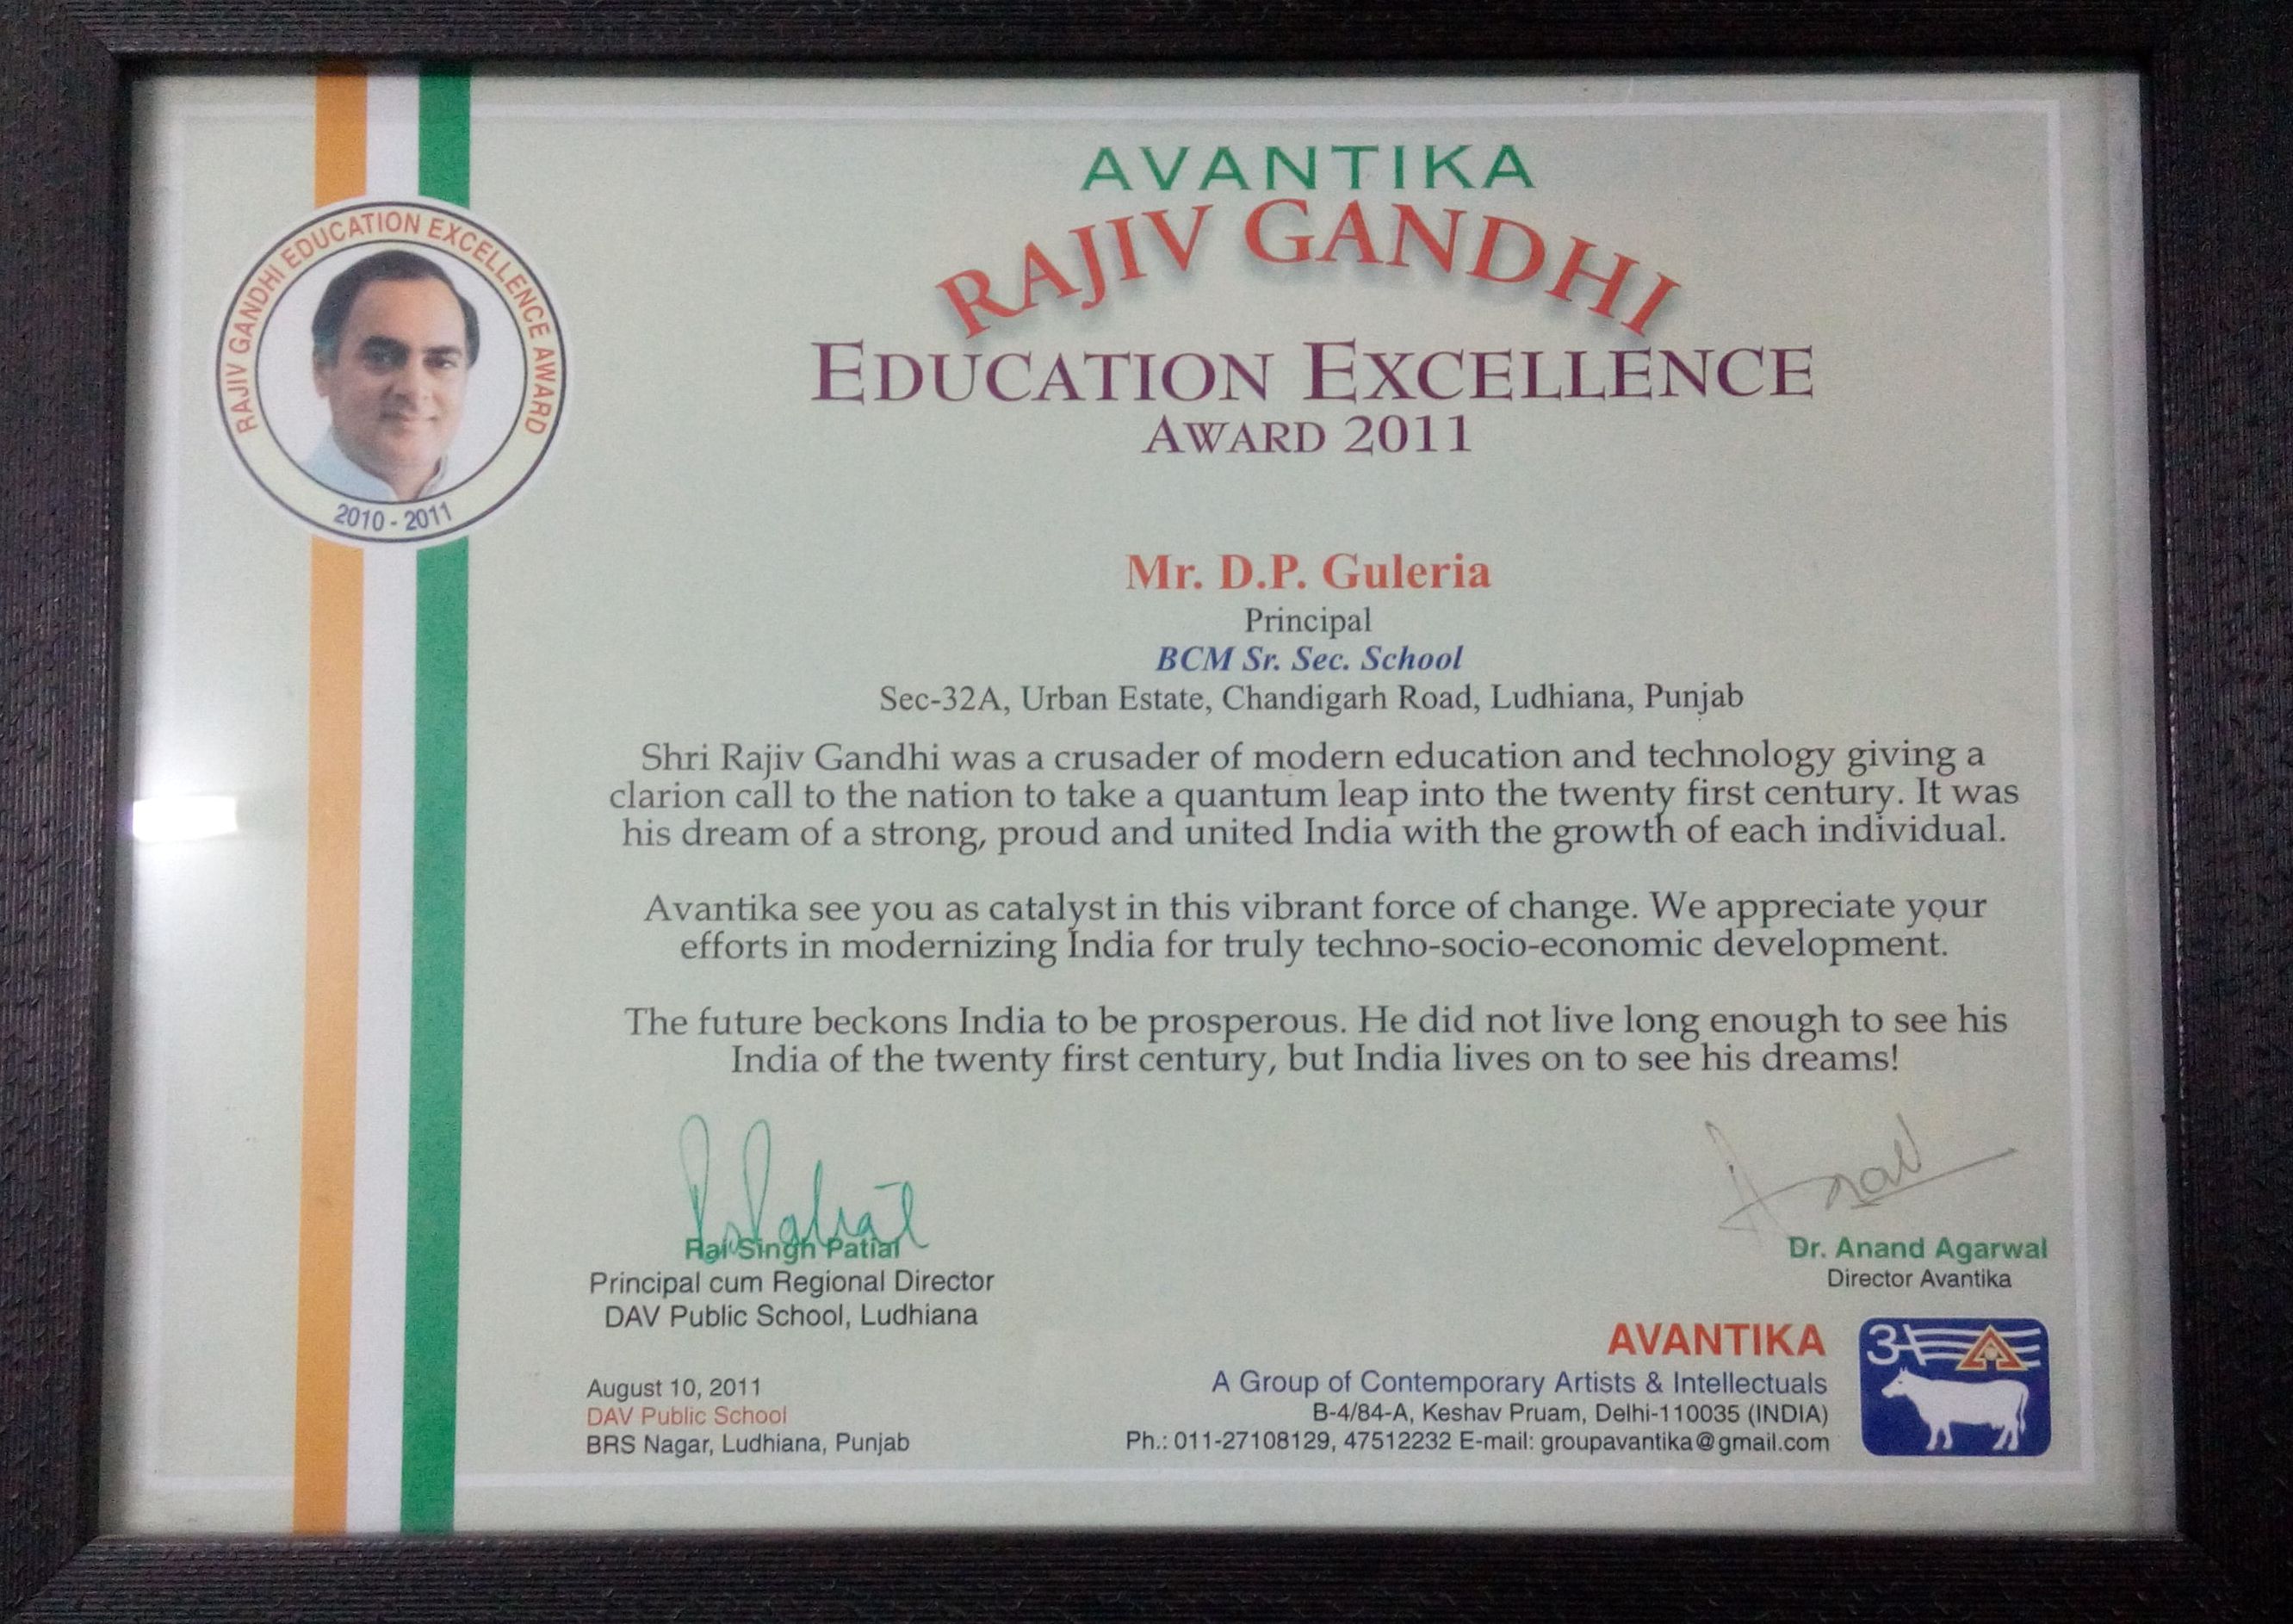 RAJIV GANDHI EDUCATION EXCELLENCE AWARD
2010 - 2011
AVANTIKA
RAJIV GANDHI
EDUCATION EXCELLENCE
AWARD 2011
Mr. D.P. Guleria
Principal
BCM Sr. Sec. School
Sec-32A, Urban Estate, Chandigarh Road, Ludhiana, Punjab
Shri Rajiv Gandhi was a crusader of modern education and technology giving a
clarion call to the nation to take a quantum leap into the twenty first century. It was
his dream of a strong, proud and united India with the growth of each individual.
Avantika see you as catalyst in this vibrant force of change. We appreciate your
efforts in modernizing India for truly techno-socio-economic development.
The future beckons India to be prosperous. He did not live long enough to see his
India of the twenty first century, but India lives on to see his dreams!
Singh Patial
Principal cum Regional Director
DAV Public School, Ludhiana
August 10, 2011
DAV Public School
BRS Nagar, Ludhiana, Punjab
Dr. Anand Agarwal
Director Avantika
AVANTIKA
A Group of Contemporary Artists & Intellectuals
B-4/84-A, Keshav Pruam, Delhi-110035 (INDIA)
Ph.: 011-27108129, 47512232 E-mail: groupavantika@gmail.com